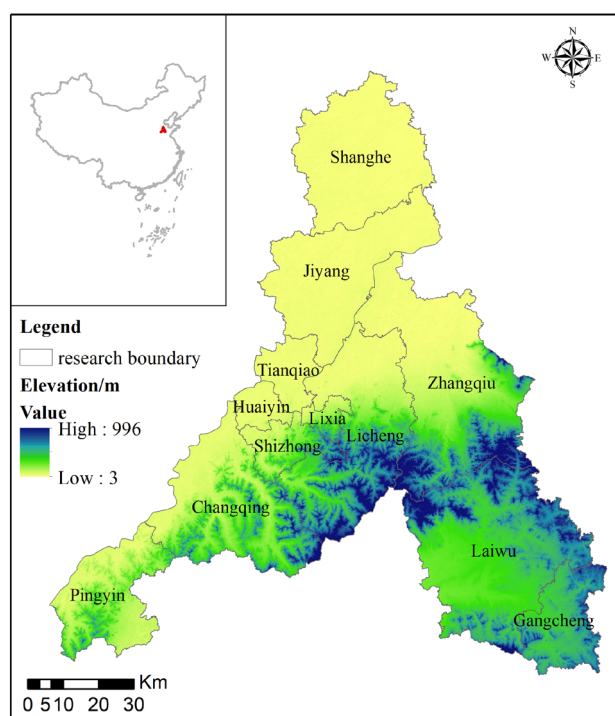 N
W E
S
Shanghe
Jiyang
Legend
research boundary
Elevation/m
Value
High : 996
Low : 3
Tianqiao
Zhangqiu
Huaiyin
Lixia
Shizhong
Licheng
Changqing
Laiwu
Pingyin
Gangcheng
Km
0 5 10 20 30